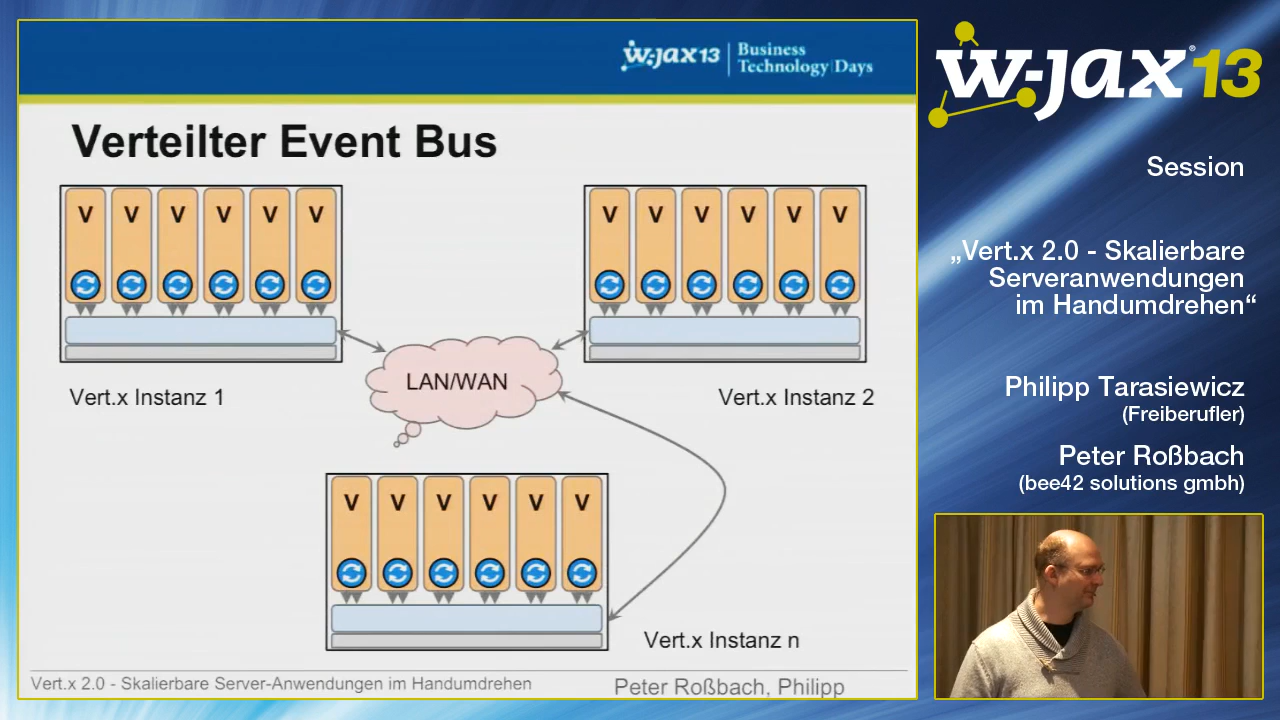 w-jax 13 Business
Technology Days
Verteilter Event Bus
V V V V V V
V V V V V V
LAN/WAN
Vert.x Instanz 1
Vert.x Instanz 2
V V V V V V
Vert.x Instanz n
Vert.x 2.0 - Skalierbare Server-Anwendungen im Handumdrehen
Peter Roßbach, Philipp
w-jax® 13
Session
„Vert.x 2.0 - Skalierbare
Serveranwendungen
im Handumdrehen“
Philipp Tarasiewicz
(Freiberufler)
Peter Roßbach
(bee42 solutions gmbh)